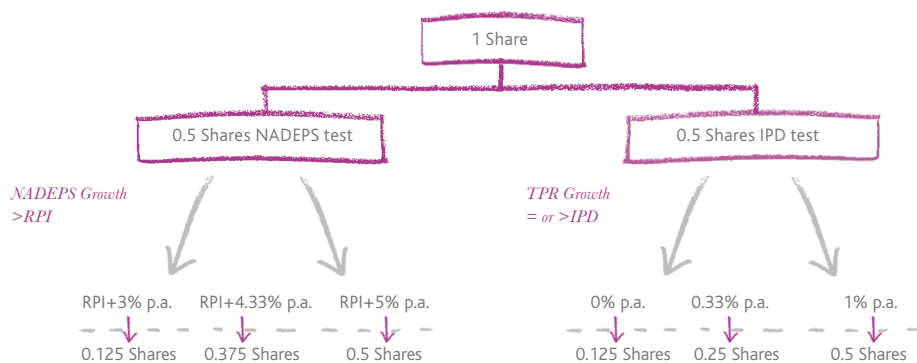 1 Share
0.5 Shares NADEPS test
0.5 Shares IPD test
NADEPS Growth
>RPI
TPR Growth
= or >IPD
RPI+3% p.a.
RPI+4.33% p.a.
RPI+5% p.a.
0% p.a.
0.33% p.a.
1% p.a.
0.125 Shares
0.375 Shares
0.5 Shares
0.125 Shares
0.25 Shares
0.5 Shares